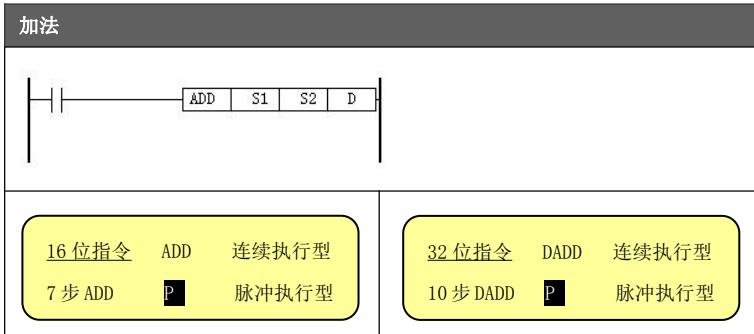 加法
ADD S1 S2 D
16 位指令 ADD 连续执行型
7 步 ADD P 脉冲执行型
32 位指令 DADD 连续执行型
10 步 DADD P 脉冲执行型